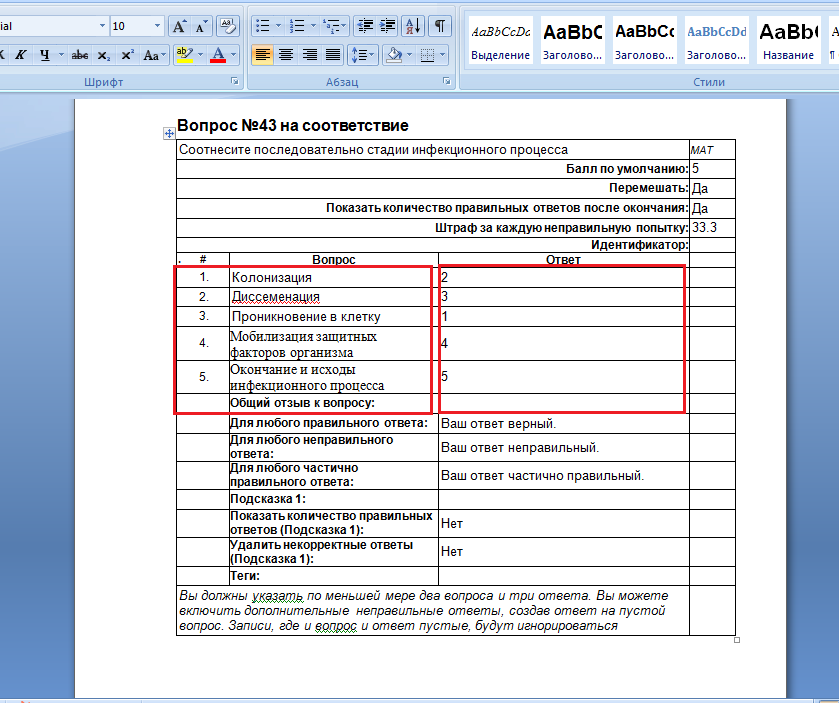 ial 10 A A
К Ч abc x₂ x² Aa ab A
Шрифт Абзац Стили
АаВbСсDс AaBbC AaBbCc AaBbCcDd AaBb
Выделение Заголово... Заголово... Заголово... Название
Вопрос №43 на соответствие
Соотнесите последовательно стадии инфекционного процесса МАТ
Балл по умолчанию: 5
Перемешать: Да
Показать количество правильных ответов после окончания: Да
Штраф за каждую неправильную попытку: 33.3
Идентификатор:
# Вопрос Ответ
1. Колонизация 2
2. Диссеменация 3
3. Проникновение в клетку 1
4. Мобилизация защитных факторов организма 4
5. Окончание и исходы инфекционного процесса 5
Общий отзыв к вопросу:
Для любого правильного ответа: Ваш ответ верный.
Для любого неправильного ответа: Ваш ответ неправильный.
Для любого частично правильного ответа: Ваш ответ частично правильный.
Подсказка 1:
Показать количество правильных ответов (Подсказка 1): Нет
Удалить некорректные ответы (Подсказка 1): Нет
Теги:
Вы должны указать по меньшей мере два вопроса и три ответа. Вы можете
включить дополнительные неправильные ответы, создав ответ на пустой
вопрос. Записи, где и вопрос и ответ пустые, будут игнорироваться